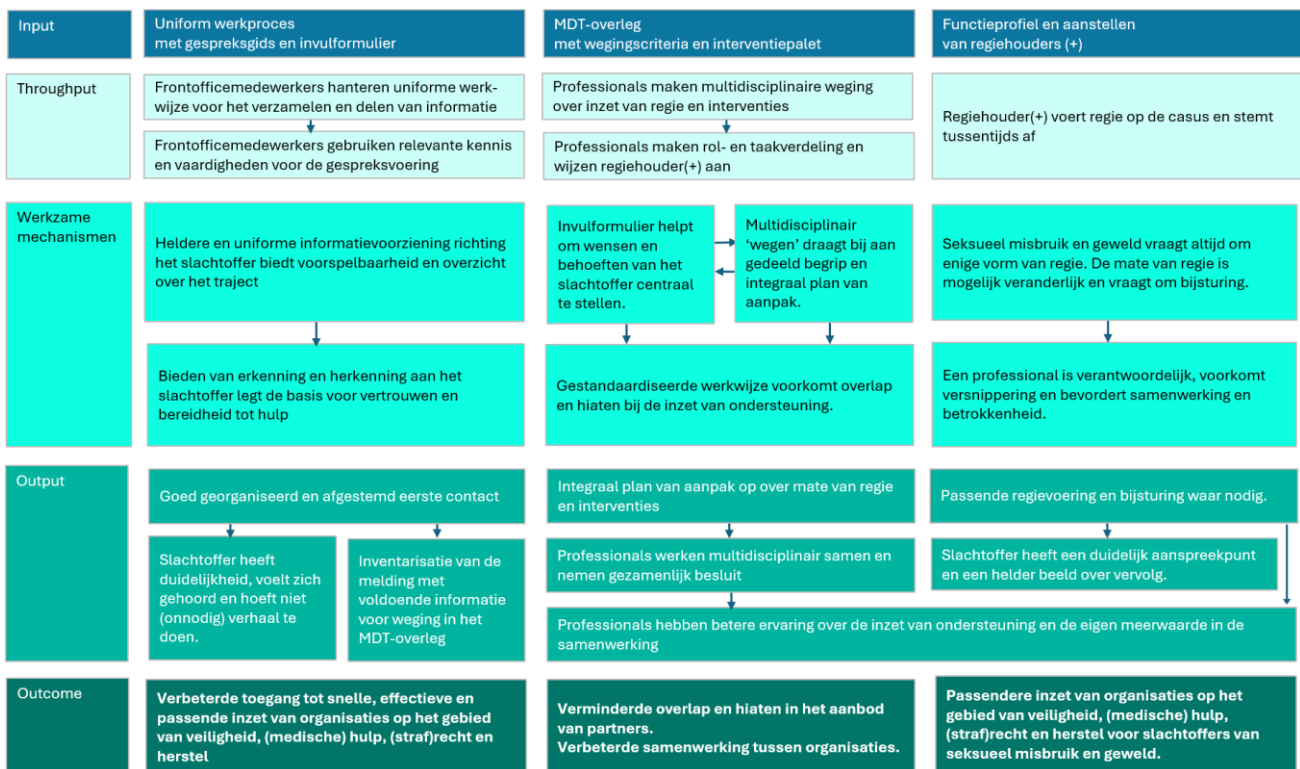 Input
Uniform werkproces
met gespreksgids en invulformulier
MDT-overleg
met wegingscriteria en interventiepalet
Functieprofiel en aanstellen
van regiehouders (+)
Throughput
Frontofficemedewerkers hanteren uniforme werk-
wijze voor het verzamelen en delen van informatie
Frontofficemedewerkers gebruiken relevante kennis
en vaardigheden voor de gespreksvoering
Professionals maken multidisciplinaire weging
over inzet van regie en interventies
Professionals maken rol- en taakverdeling en
wijzen regiehouder(+) aan
Regiehouder(+) voert regie op de casus en stemt
tussentijds af
Werkzame
mechanismen
Heldere en uniforme informatievoorziening richting
het slachtoffer biedt voorspelbaarheid en overzicht
over het traject
Bieden van erkenning en herkenning aan het
slachtoffer legt de basis voor vertrouwen en
bereidheid tot hulp
Invulformulier helpt
om wensen en
behoeften van het
slachtoffer centraal
te stellen.
Multidisciplinair
‘wegen’ draagt bij aan
gedeeld begrip en
integraal plan van
aanpak.
Gestandaardiseerde werkwijze voorkomt overlap
en hiaten bij de inzet van ondersteuning.
Seksueel misbruik en geweld vraagt altijd om
enige vorm van regie. De mate van regie is
mogelijk veranderlijk en vraagt om bijsturing.
Een professional is verantwoordelijk, voorkomt
versnippering en bevordert samenwerking en
betrokkenheid.
Output
Goed georganiseerd en afgestemd eerste contact
Slachtoffer heeft
duidelijkheid, voelt zich
gehoord en hoeft niet
(onnodig) verhaal te
doen.
Inventarisatie van de
melding met
voldoende informatie
voor weging in het
MDT-overleg
Integraal plan van aanpak op over mate van regie
en interventies
Professionals werken multidisciplinair samen en
nemen gezamenlijk besluit
Passende regievoering en bijsturing waar nodig.
Slachtoffer heeft een duidelijk aanspreekpunt
en een helder beeld over vervolg.
Professionals hebben betere ervaring over de inzet van ondersteuning en de eigen meerwaarde in de
samenwerking
Outcome
Verbeterde toegang tot snelle, effectieve en
passende inzet van organisaties op het gebied
van veiligheid, (medische) hulp, (straf)recht en
herstel
Verminderde overlap en hiaten in het aanbod
van partners.
Verbeterde samenwerking tussen organisaties.
Passendere inzet van organisaties op het
gebied van veiligheid, (medische) hulp,
(straf)recht en herstel voor slachtoffers van
seksueel misbruik en geweld.